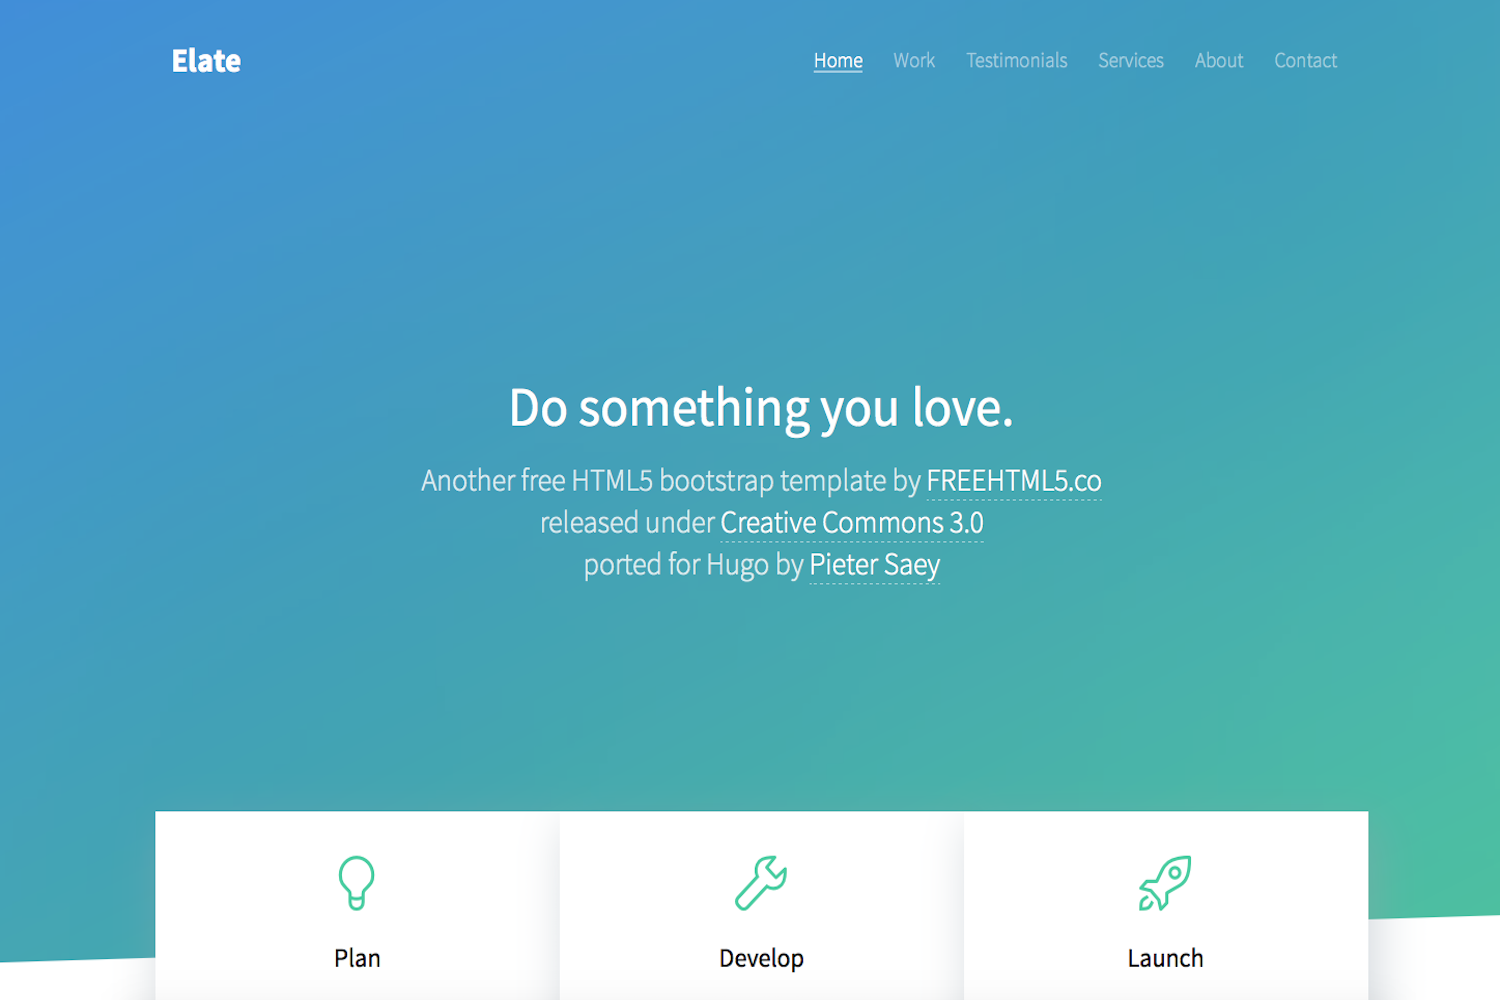 Elate
Home Work Testimonials Services About Contact
Do something you love.
Another free HTML5 bootstrap template by FREEHTML5.co
released under Creative Commons 3.0
ported for Hugo by Pieter Saey
Plan
Develop
Launch